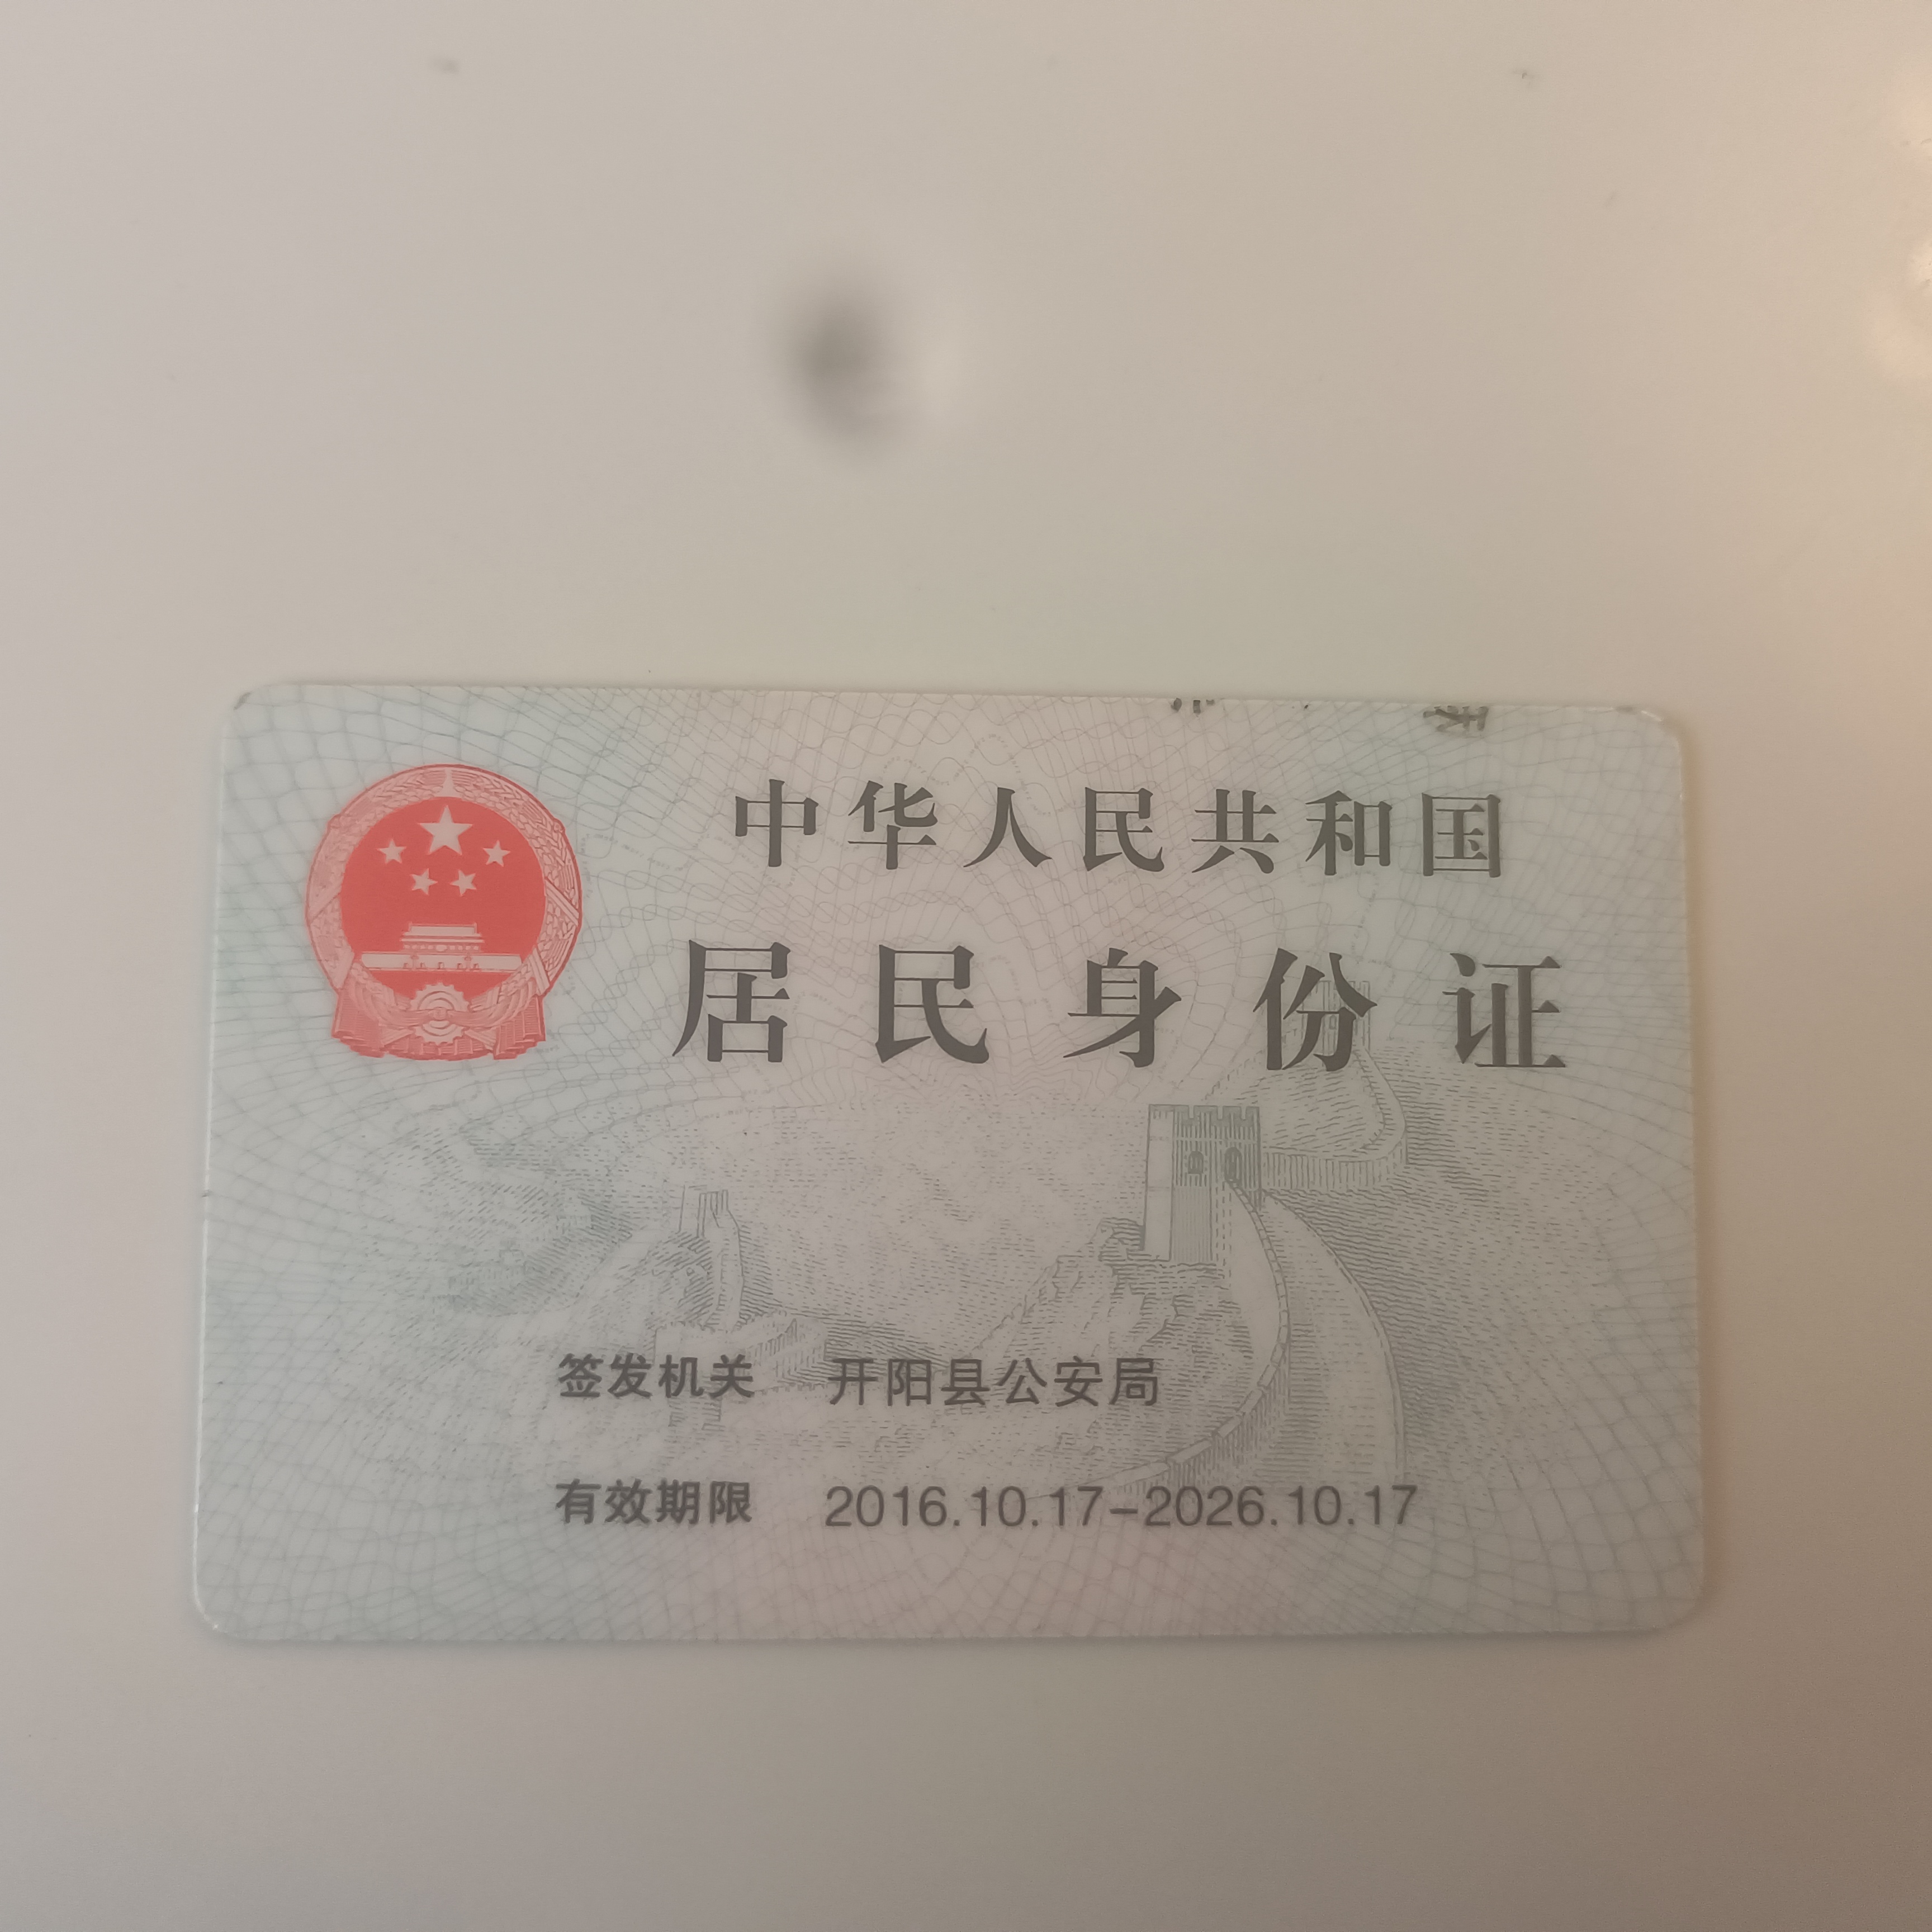 中华人民共和国
居民身份证
签发机关 开阳县公安局
有效期限 2016.10.17-2026.10.17